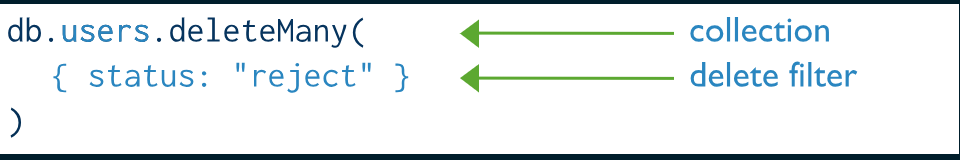 db.users.deleteMany( collection
{ status: "reject" } delete filter
)